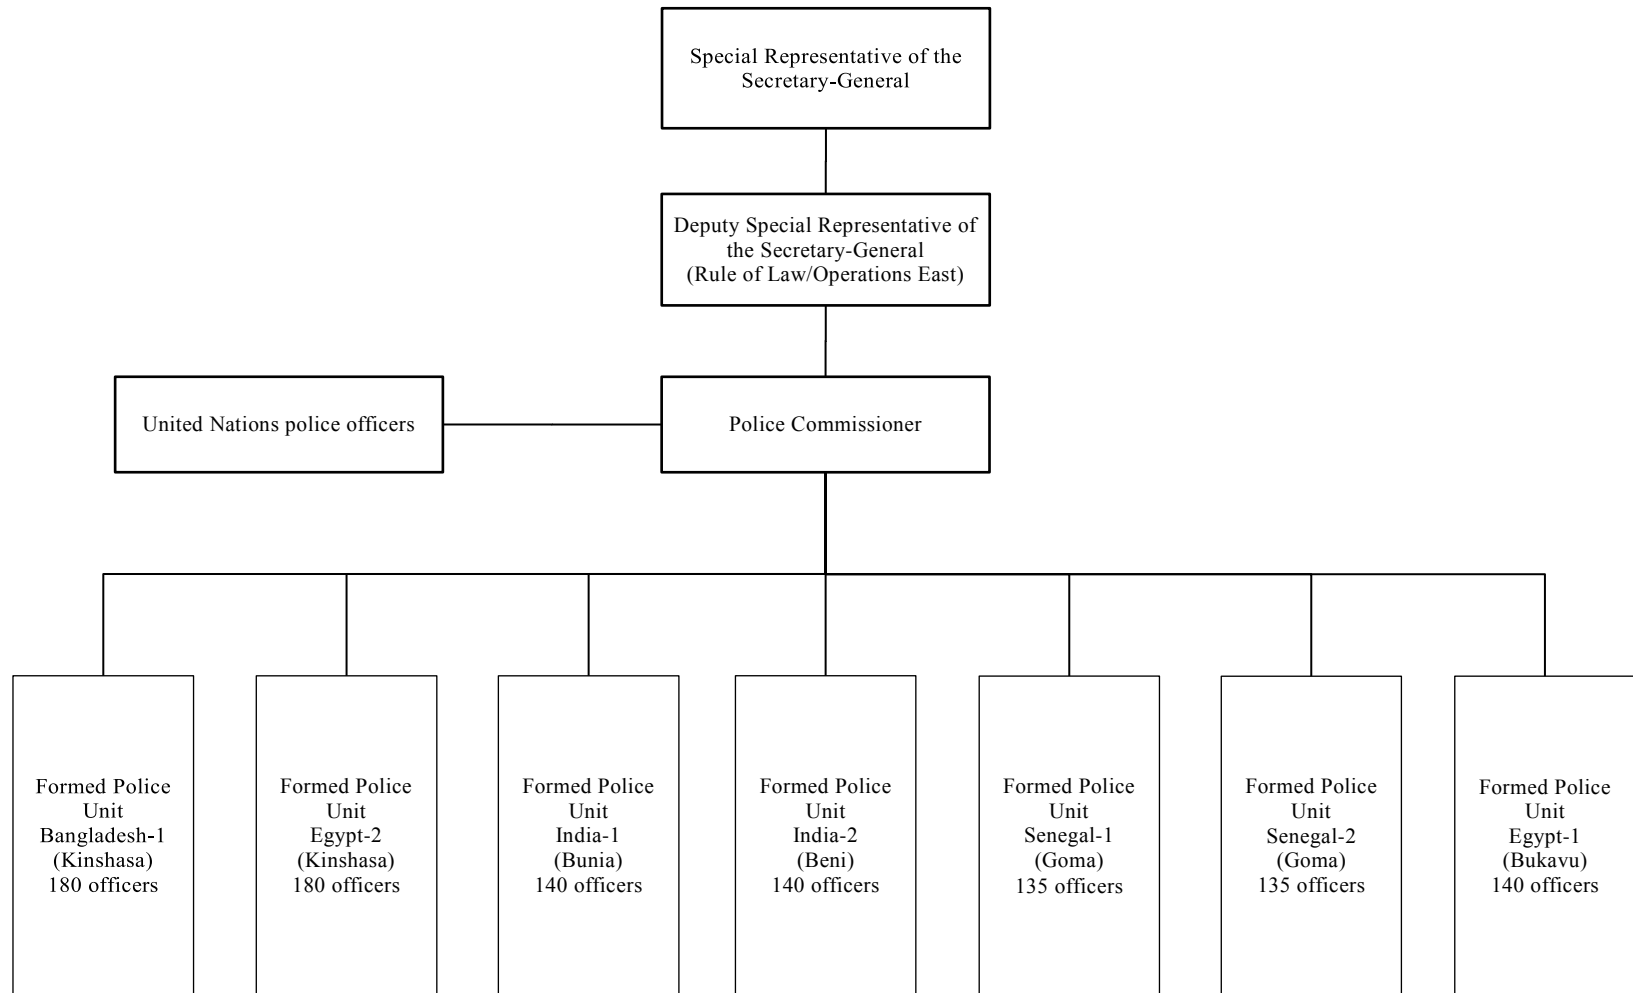 Special Representative of the
Secretary-General
Deputy Special Representative of
the Secretary-General
(Rule of Law/Operations East)
United Nations police officers
Police Commissioner
Formed Police
Unit
Bangladesh-1
(Kinshasa)
180 officers
Formed Police
Unit
Egypt-2
(Kinshasa)
180 officers
Formed Police
Unit
India-1
(Bunia)
140 officers
Formed Police
Unit
India-2
(Beni)
140 officers
Formed Police
Unit
Senegal-1
(Goma)
135 officers
Formed Police
Unit
Senegal-2
(Goma)
135 officers
Formed Police
Unit
Egypt-1
(Bukavu)
140 officers